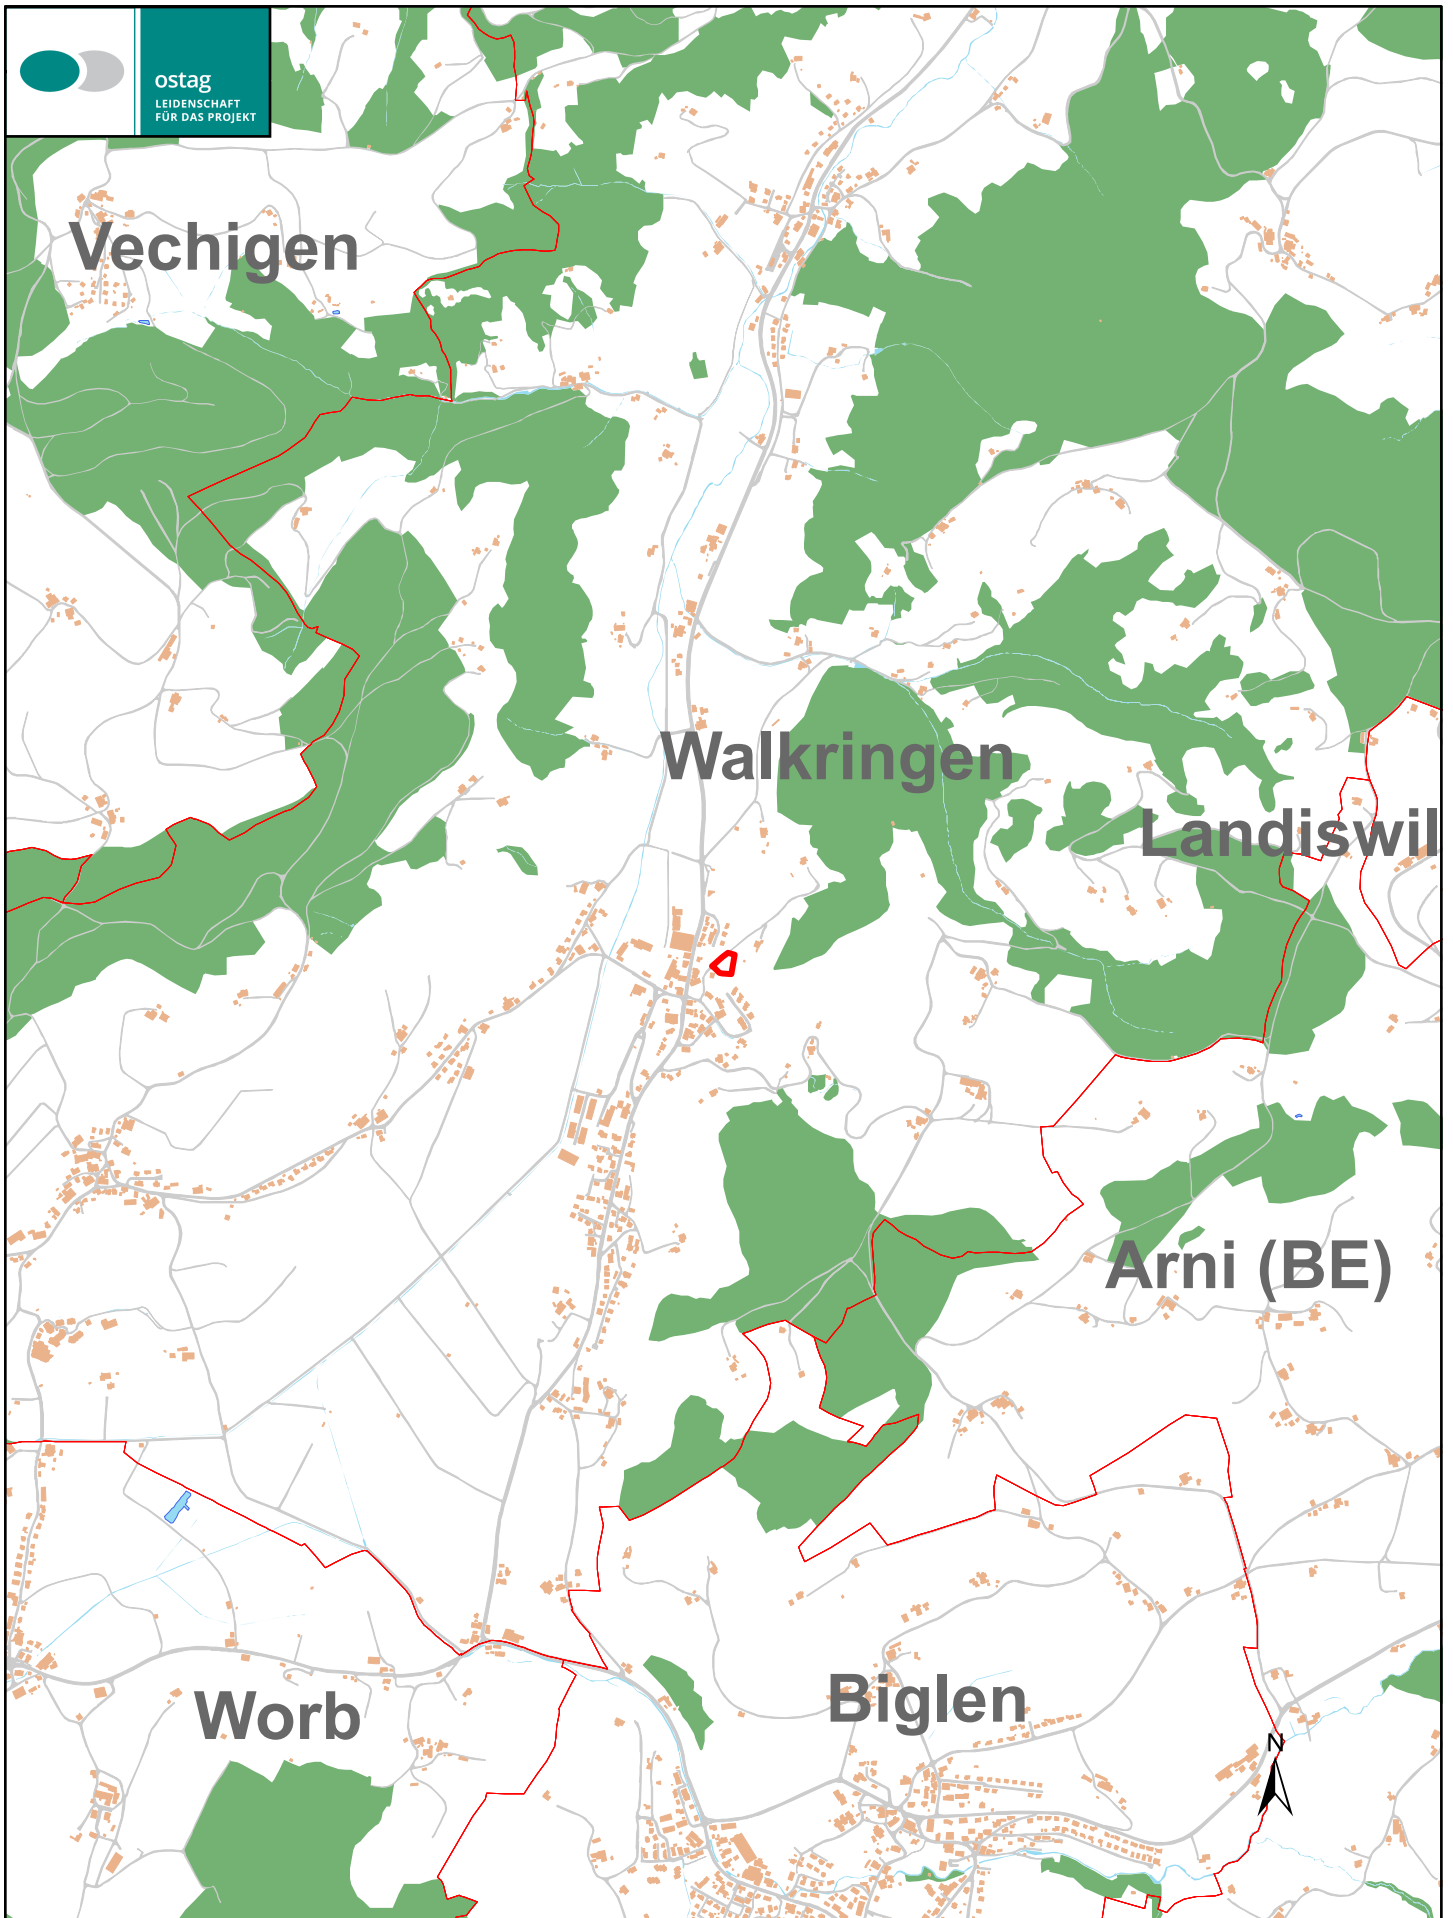 ostag
LEIDENSCHAFT
FÜR DAS PROJEKT
Vechigen
Walkringen
Landiswil
Arni (BE)
Worb
Biglen
N